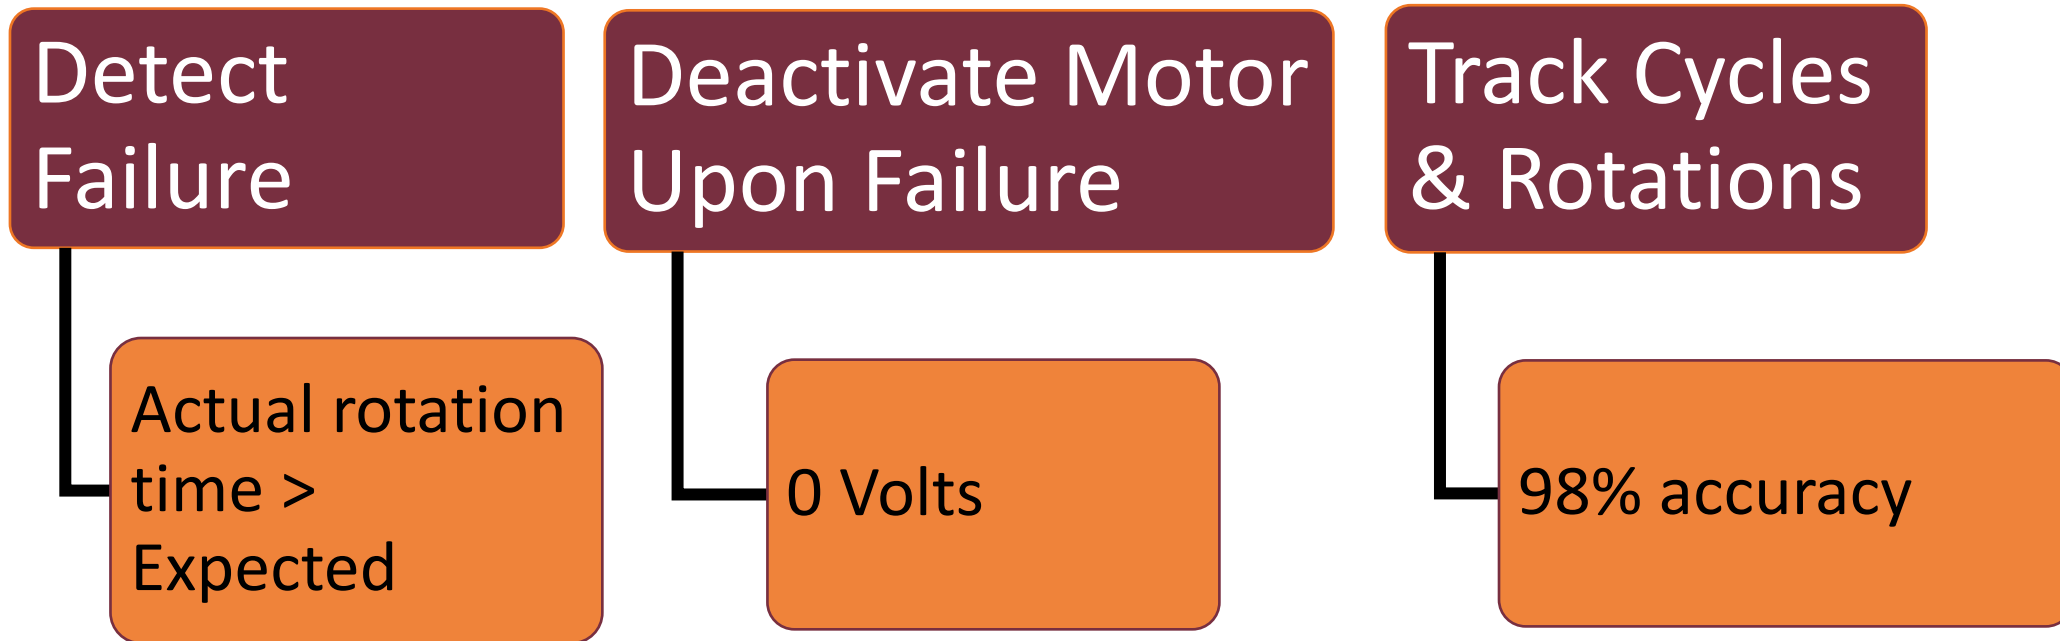 Detect
Failure
Actual rotation
time >
Expected
Deactivate Motor
Upon Failure
0 Volts
Track Cycles
& Rotations
98% accuracy